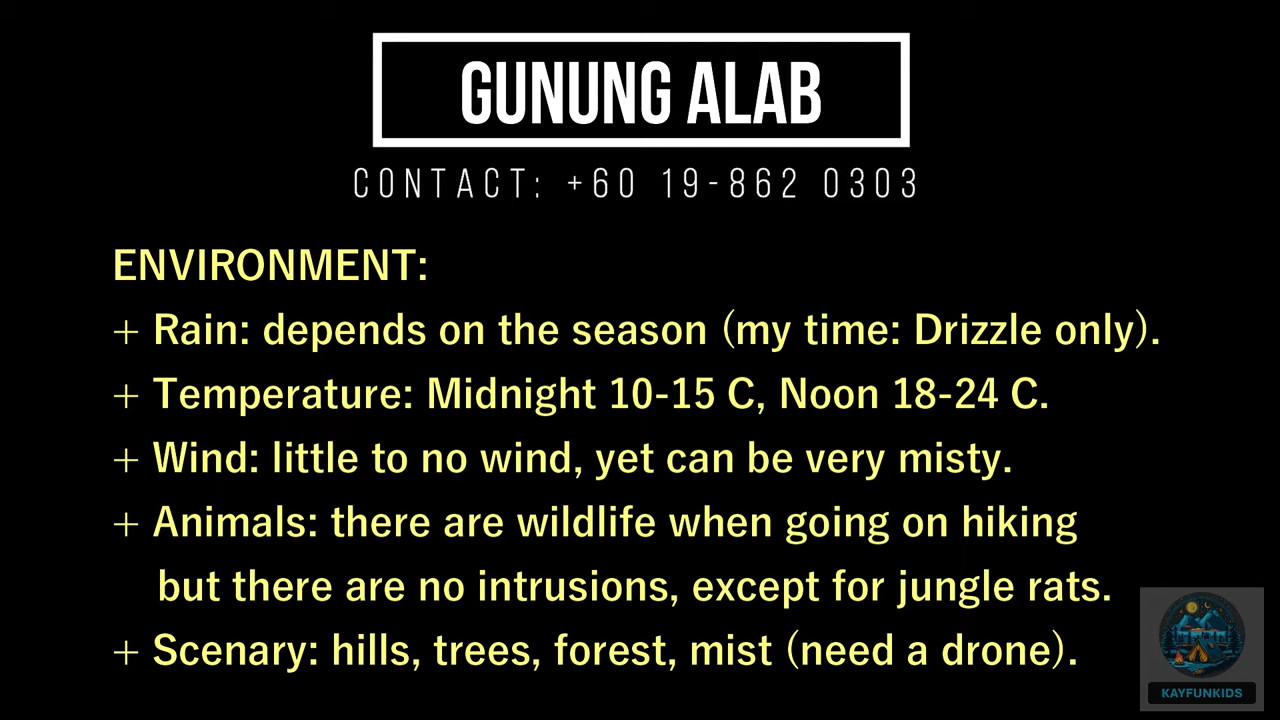 GUNUNG ALAB
CONTACT: +60 19-862 0303
ENVIRONMENT:
+ Rain: depends on the season (my time: Drizzle only).
+ Temperature: Midnight 10-15 C, Noon 18-24 C.
+ Wind: little to no wind, yet can be very misty.
+ Animals: there are wildlife when going on hiking
but there are no intrusions, except for jungle rats.
+ Scenary: hills, trees, forest, mist (need a drone).
KAYFUNKIDS